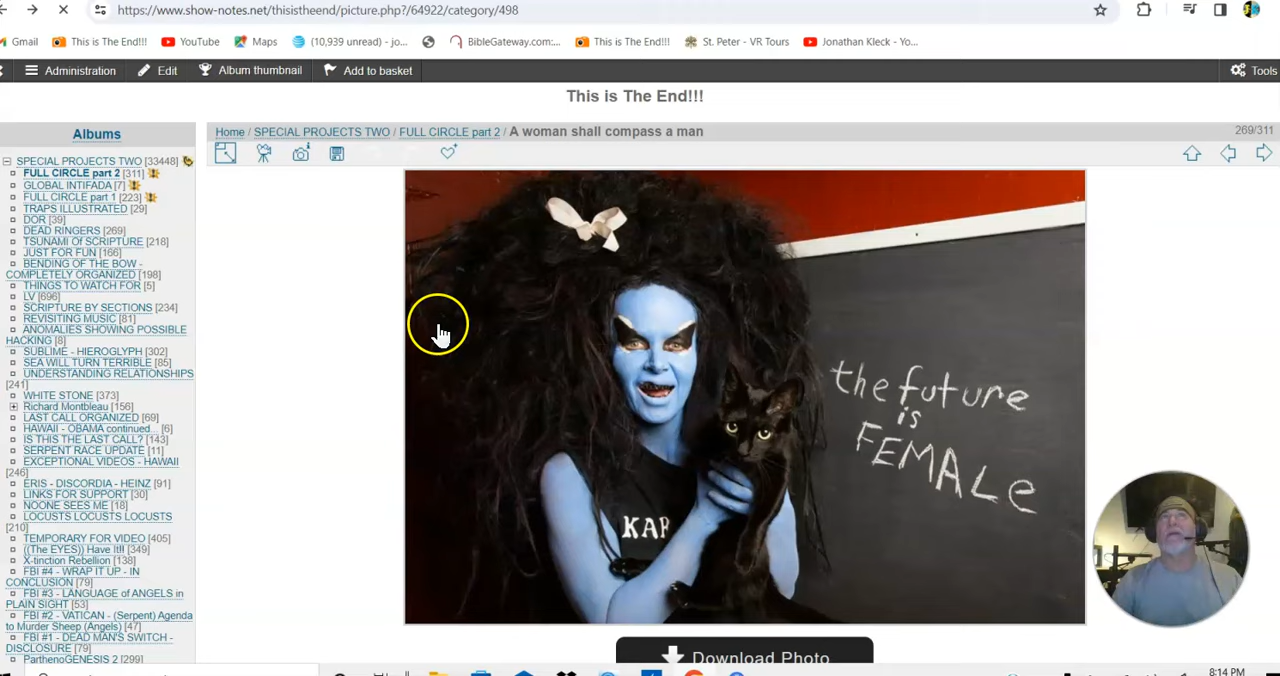 https://www.show-notes.net/thisistheend/picture.php?/64922/category/498
Gmail
This is The End!!!
YouTube
Maps
(10,939 unread) - jo...
BibleGateway.com:...
This is The End!!!
St. Peter - VR Tours
Jonathan Kleck - Yo...
Administration
Edit
Album thumbnail
Add to basket
Tools
This is The End!!!
Albums
Home / SPECIAL PROJECTS TWO / FULL CIRCLE part 2 / A woman shall compass a man
269/311
SPECIAL PROJECTS TWO [33448]
FULL CIRCLE part 2 [311]
GLOBAL INTIFADA [7]
FULL CIRCLE part 1 [223]
TRAPS ILLUSTRATED [29]
DOR [39]
DEAD RINGERS [269]
TSUNAMI Of SCRIPTURE [218]
JUST FOR FUN [166]
BENDING OF THE BOW -
COMPLETELY ORGANIZED [198]
THINGS TO WATCH FOR [5]
LV [696]
SCRIPTURE BY SECTIONS [234]
REVISITING MUSIC [81]
ANOMALIES SHOWING POSSIBLE
HACKING [8]
SUBLIME - HIEROGLYPH [302]
SEA WILL TURN TERRIBLE [85]
UNDERSTANDING RELATIONSHIPS
[241]
WHITE STONE [373]
Richard Montbleau [156]
LAST CALL ORGANIZED [69]
HAWAII - OBAMA continued... [6]
IS THIS THE LAST CALL? [143]
SERPENT RACE UPDATE [11]
EXCEPTIONAL VIDEOS - HAWAII
[246]
ERIS - DISCORDIA - HEINZ [91]
LINKS FOR SUPPORT [30]
NOONE SEES ME [18]
LOCUSTS LOCUSTS LOCUSTS
[210]
TEMPORARY FOR VIDEO [405]
((The EYES)) Have It!! [349]
X-tinction Rebellion [138]
FBI #4 - WRAP IT UP - IN
CONCLUSION [79]
FBI #3 - LANGUAGE of ANGELS in
PLAIN SIGHT [53]
FBI #2 - VATICAN - (Serpent) Agenda
to Murder Sheep (Angels) [47]
FBI #1 - DEAD MAN'S SWITCH -
DISCLOSURE [79]
ParthenoGENESIS 2 [299]
the future
is
FEMALe
KAR
Download Photo
8:14 PM